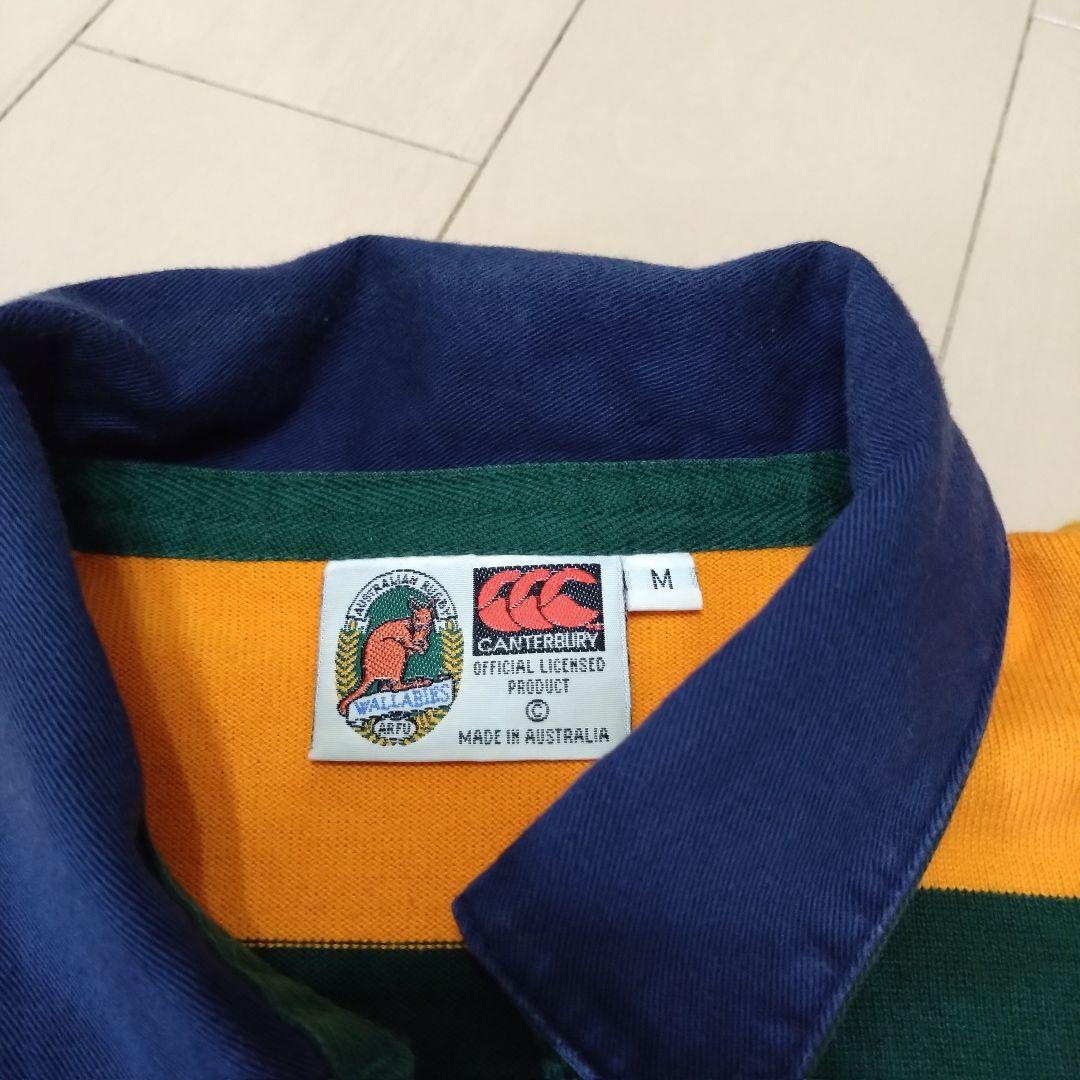 AUSTRALIAN RUGBY
WALLABIES
ARFU
CANTERBURY
OFFICIAL LICENSED
PRODUCT
©
MADE IN AUSTRALIA
M